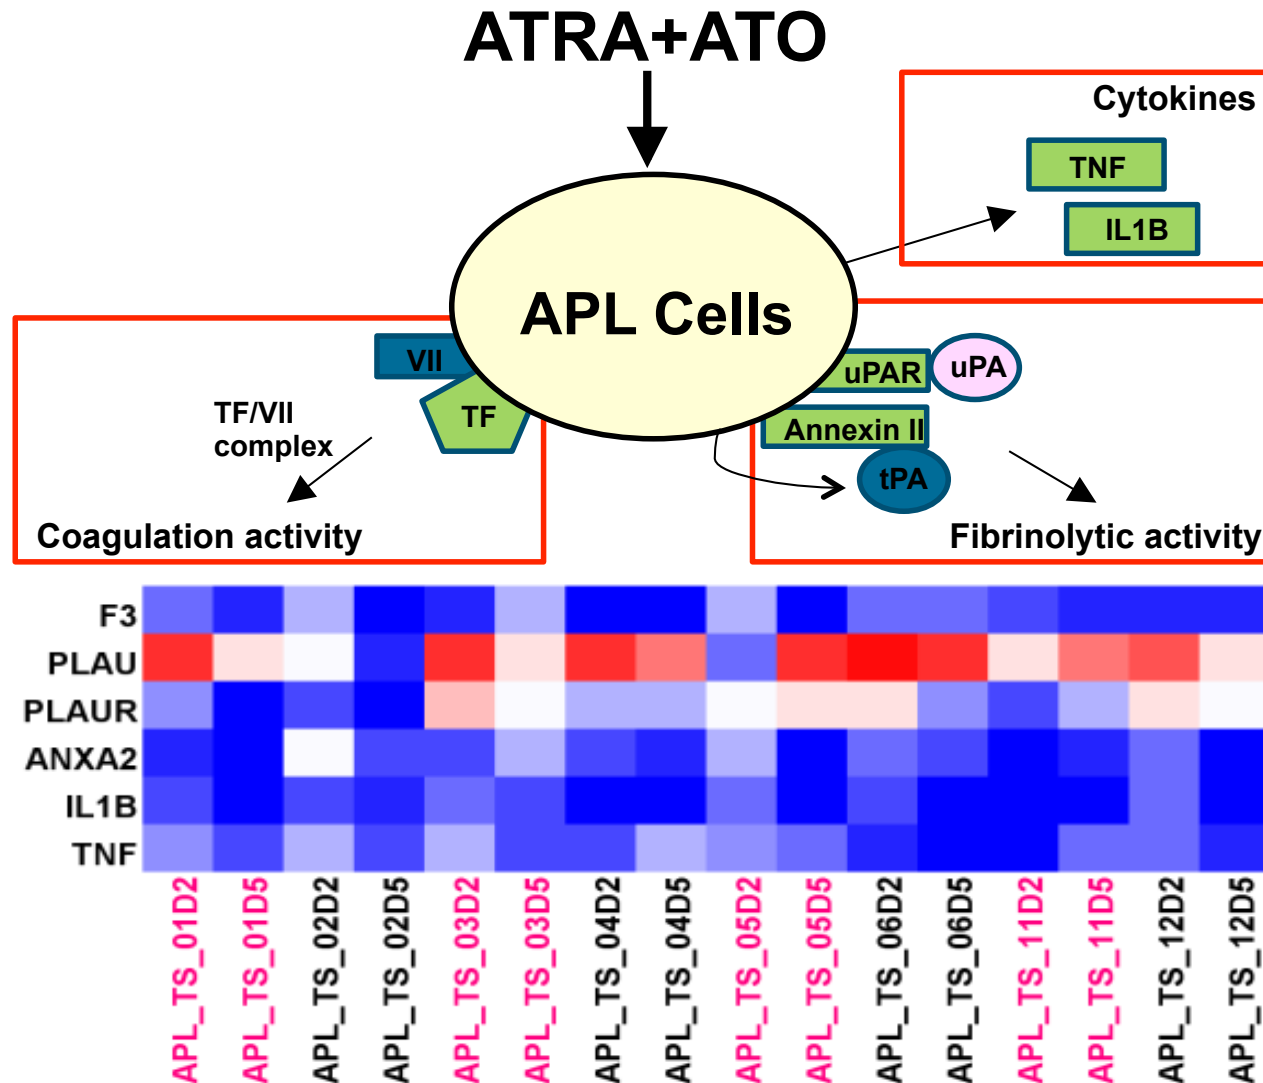 ATRA+ATO
Cytokines
TNF
IL1B
APL Cells
VII
TF
TF/VII
complex
Coagulation activity
uPAR
uPA
Annexin II
tPA
Fibrinolytic activity
F3
PLAU
PLAUR
ANXA2
IL1B
TNF
APL_TS_01D2
APL_TS_01D5
APL_TS_02D2
APL_TS_02D5
APL_TS_03D2
APL_TS_03D5
APL_TS_04D2
APL_TS_04D5
APL_TS_05D2
APL_TS_05D5
APL_TS_06D2
APL_TS_06D5
APL_TS_11D2
APL_TS_11D5
APL_TS_12D2
APL_TS_12D5